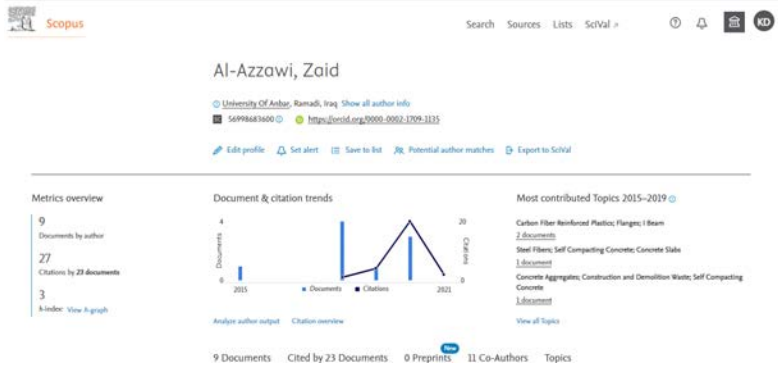 Scopus
Search Sources Lists SciVal ↗
KD
Al-Azzawi, Zaid
University Of Anbar, Ramadi, Iraq Show all author info
56998683600 https://orcid.org/0000-0002-1709-1135
Edit profile Set alert Save to list Potential author matches Export to SciVal
Metrics overview
9
Documents by author
27
Citations by 23 documents
3
h-index: View h-graph
Document & citation trends
4
20
Documents
Citations
0
0
2015
2021
Documents Citations
Analyze author output Citation overview
Most contributed Topics 2015–2019
Carbon Fiber Reinforced Plastics; Flanges; I Beam
2 documents
Steel Fibers; Self Compacting Concrete; Concrete Slabs
1 document
Concrete Aggregates; Construction and Demolition Waste; Self Compacting
Concrete
1 document
View all Topics
New
9 Documents Cited by 23 Documents 0 Preprints 11 Co-Authors Topics